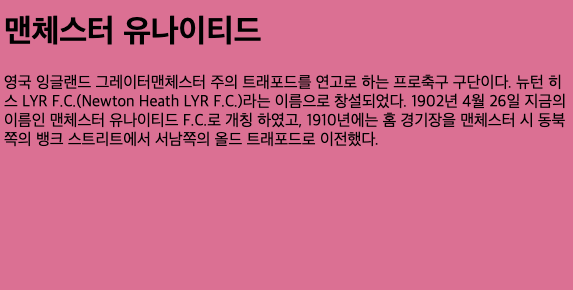 맨체스터 유나이티드
영국 잉글랜드 그레이터맨체스터 주의 트래포드를 연고로 하는 프로축구 구단이다. 뉴턴 히
스 LYR F.C.(Newton Heath LYR F.C.)라는 이름으로 창설되었다. 1902년 4월 26일 지금의
이름인 맨체스터 유나이티드 F.C.로 개칭 하였고, 1910년에는 홈 경기장을 맨체스터 시 동북
쪽의 뱅크 스트리트에서 서남쪽의 올드 트래포드로 이전했다.